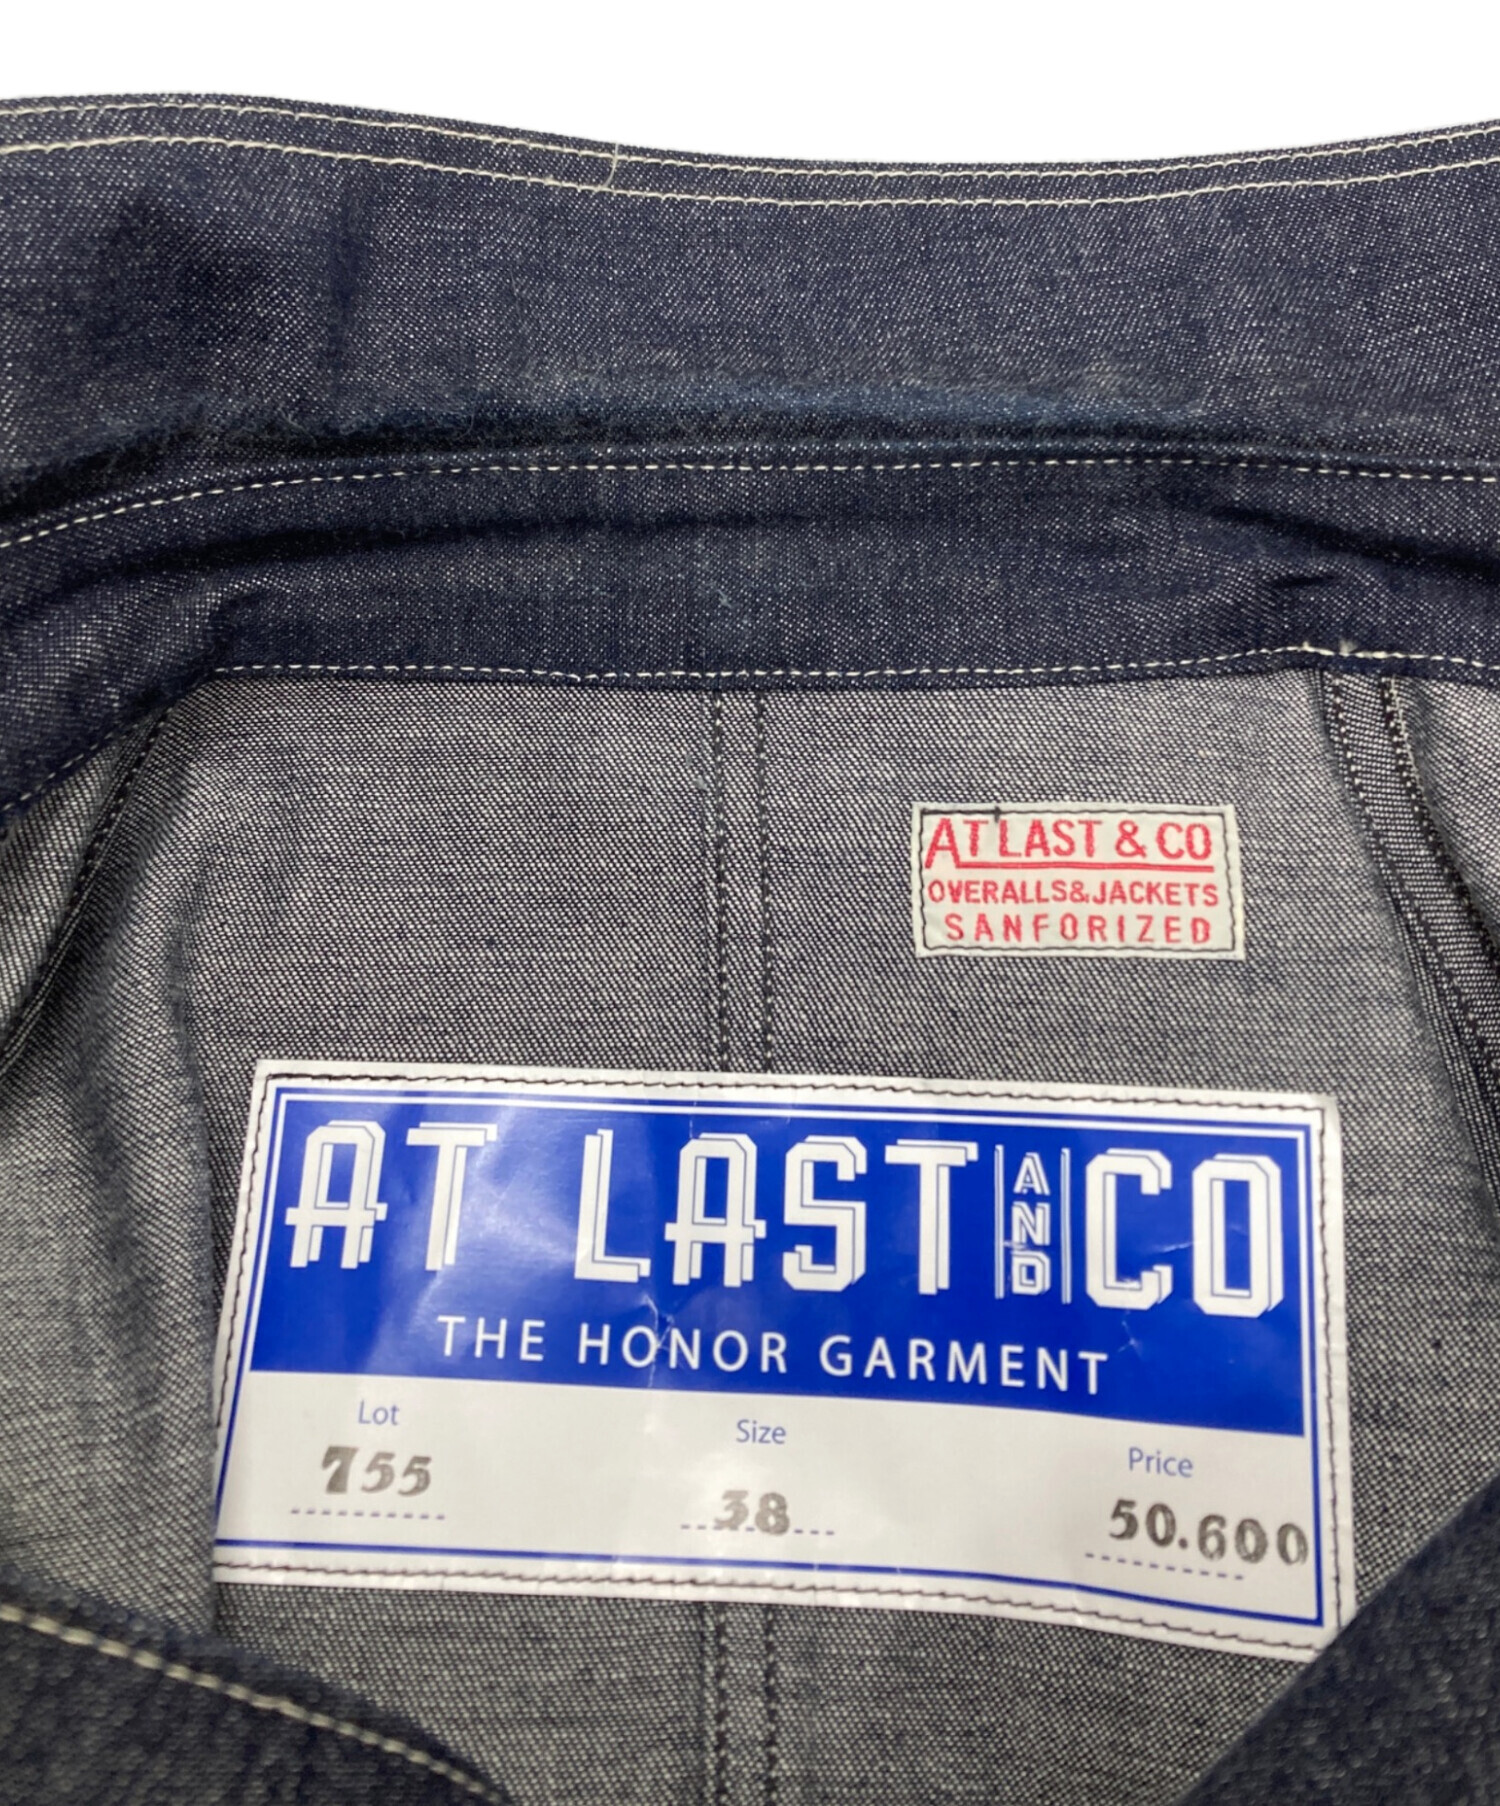 AT LAST & CO
OVERALLS & JACKETS
SANFORIZED
AT LAST AND CO
THE HONOR GARMENT
Lot Size Price
755 38 50.600